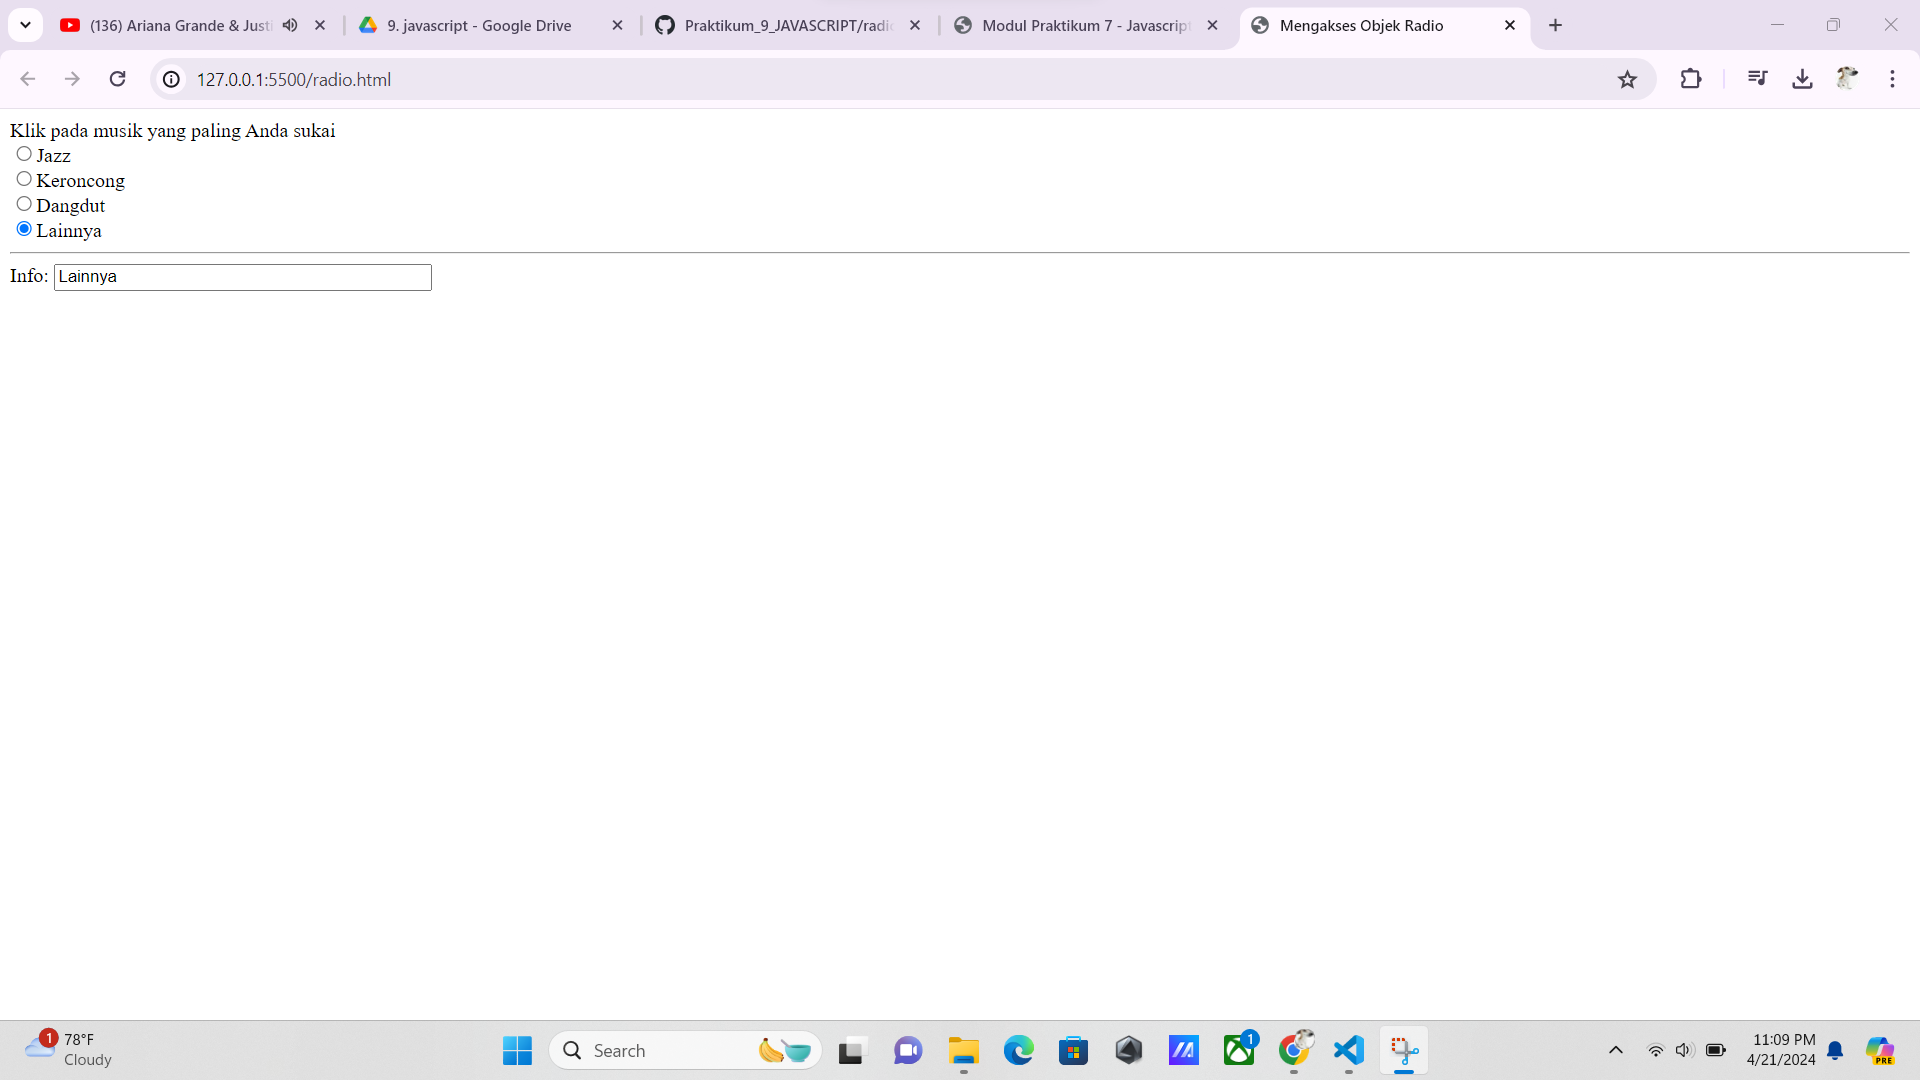 (136) Ariana Grande & Justi
9. javascript - Google Drive
Praktikum_9_JAVASCRIPT/radio
Modul Praktikum 7 - Javascript
Mengakses Objek Radio
127.0.0.1:5500/radio.html
Klik pada musik yang paling Anda sukai
Jazz
Keroncong
Dangdut
Lainnya
Info: Lainnya
1
78°F
Cloudy
Search
1
11:09 PM
4/21/2024
PRE